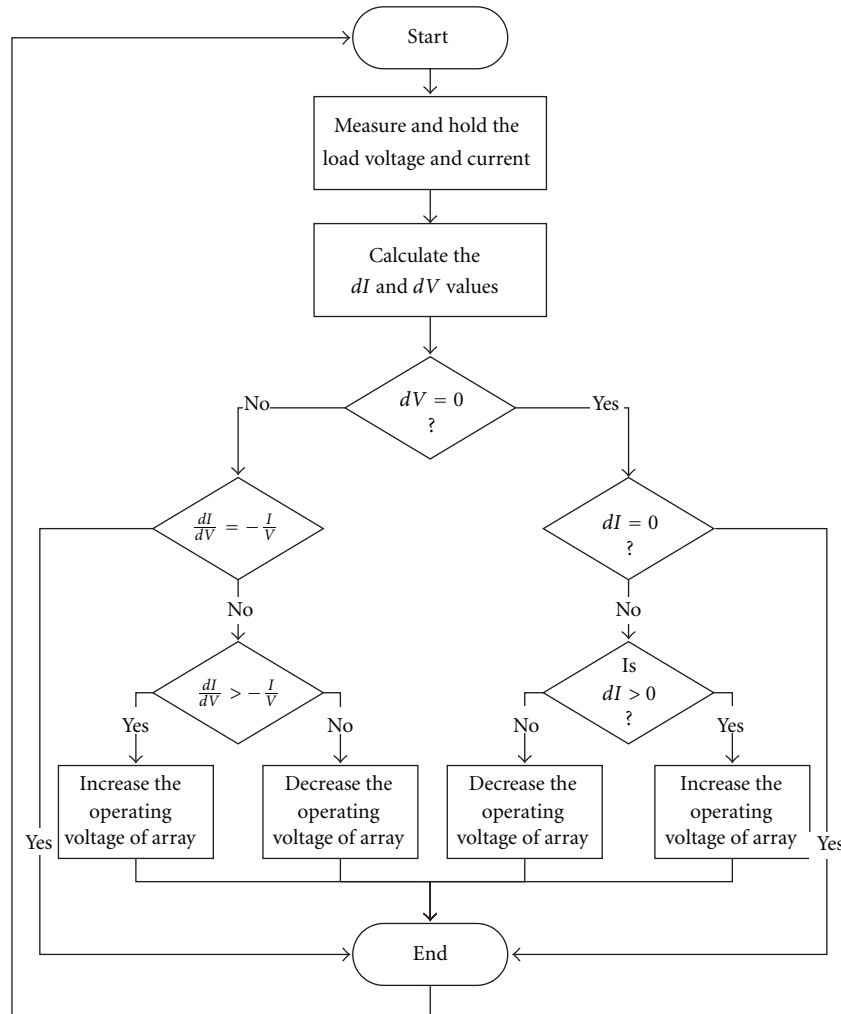 Start
Measure and hold the
load voltage and current
Calculate the
dI and dV values
dV = 0
?
No
Yes
dI/dV = − I/V
dI = 0
?
No
No
dI/dV > − I/V
Is
dI > 0
?
Yes
No
No
Yes
Increase the
operating
voltage of array
Decrease the
operating
voltage of array
Decrease the
operating
voltage of array
Increase the
operating
voltage of array
Yes
Yes
End